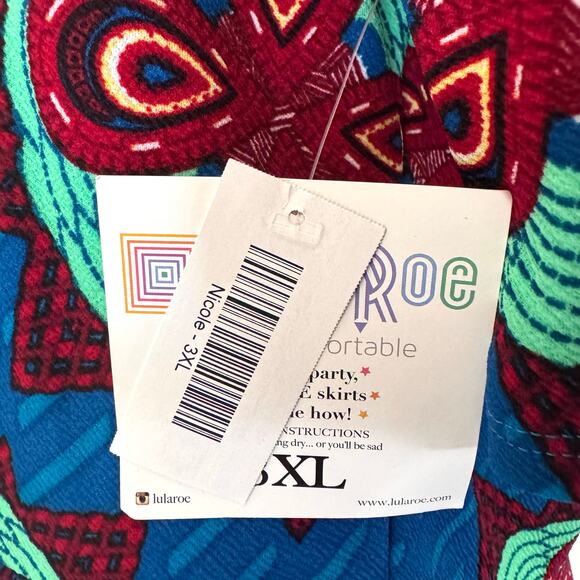 Roe
Nicole - 3XL
ortable
party,
E skirts
e how!
NSTRUCTIONS
ng dry... or you'll be sad
XL
lularoe
www.lularoe.com